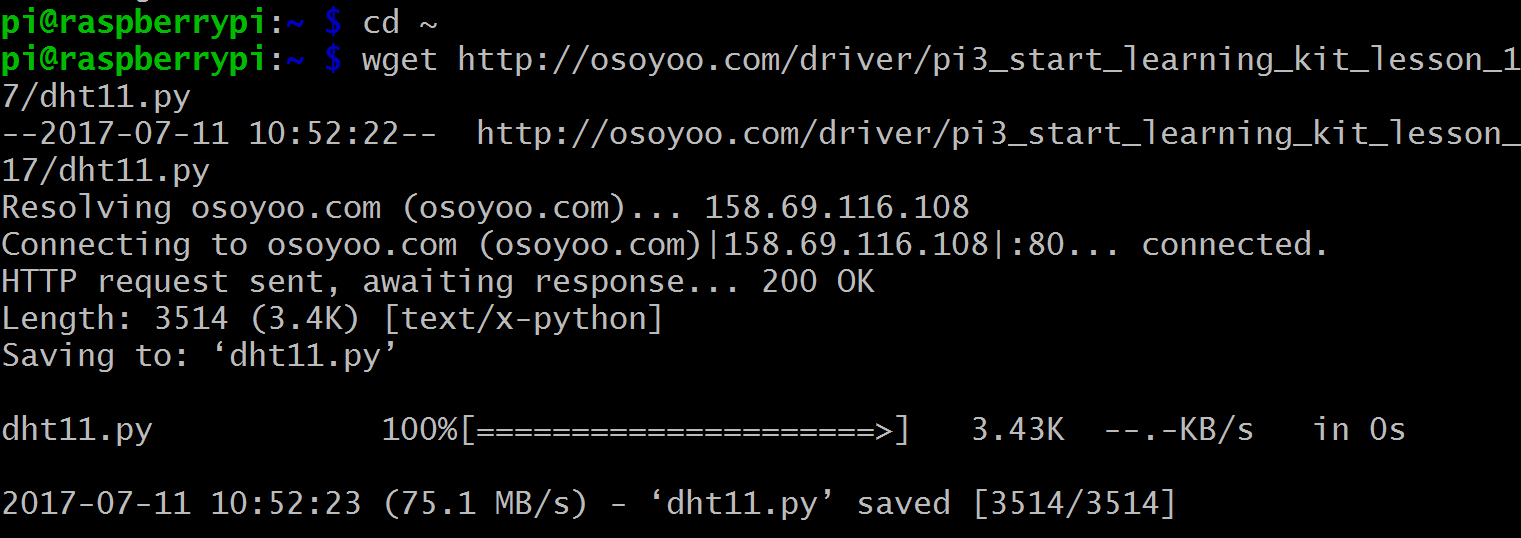 pi@raspberrypi:~ $ cd ~
pi@raspberrypi:~ $ wget http://osoyoo.com/driver/pi3_start_learning_kit_lesson_1
7/dht11.py
--2017-07-11 10:52:22--  http://osoyoo.com/driver/pi3_start_learning_kit_lesson_
17/dht11.py
Resolving osoyoo.com (osoyoo.com)... 158.69.116.108
Connecting to osoyoo.com (osoyoo.com)|158.69.116.108|:80... connected.
HTTP request sent, awaiting response... 200 OK
Length: 3514 (3.4K) [text/x-python]
Saving to: ‘dht11.py’
dht11.py            100%[=====================>]   3.43K  --.-KB/s   in 0s
2017-07-11 10:52:23 (75.1 MB/s) - ‘dht11.py’ saved [3514/3514]